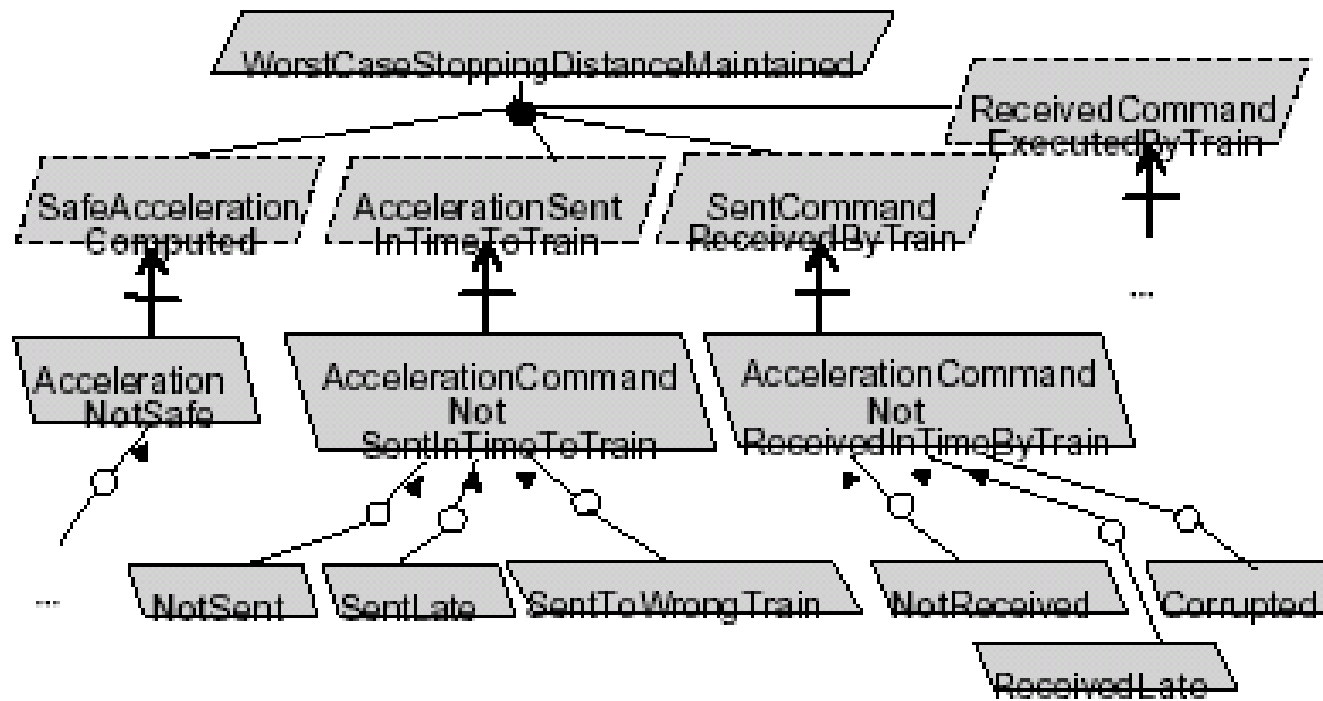 WorstCaseStoppingDistanceMaintained
ReceivedCommand
ExecutedByTrain
SafeAcceleration
Computed
AccelerationSent
InTimeToTrain
SentCommand
ReceivedByTrain
...
Acceleration
NotSafe
AccelerationCommand
Not
SentInTimeToTrain
AccelerationCommand
Not
ReceivedInTimeByTrain
...
NotSent
SentLate
SentToWrongTrain
NotReceived
Corrupted
ReceivedLate